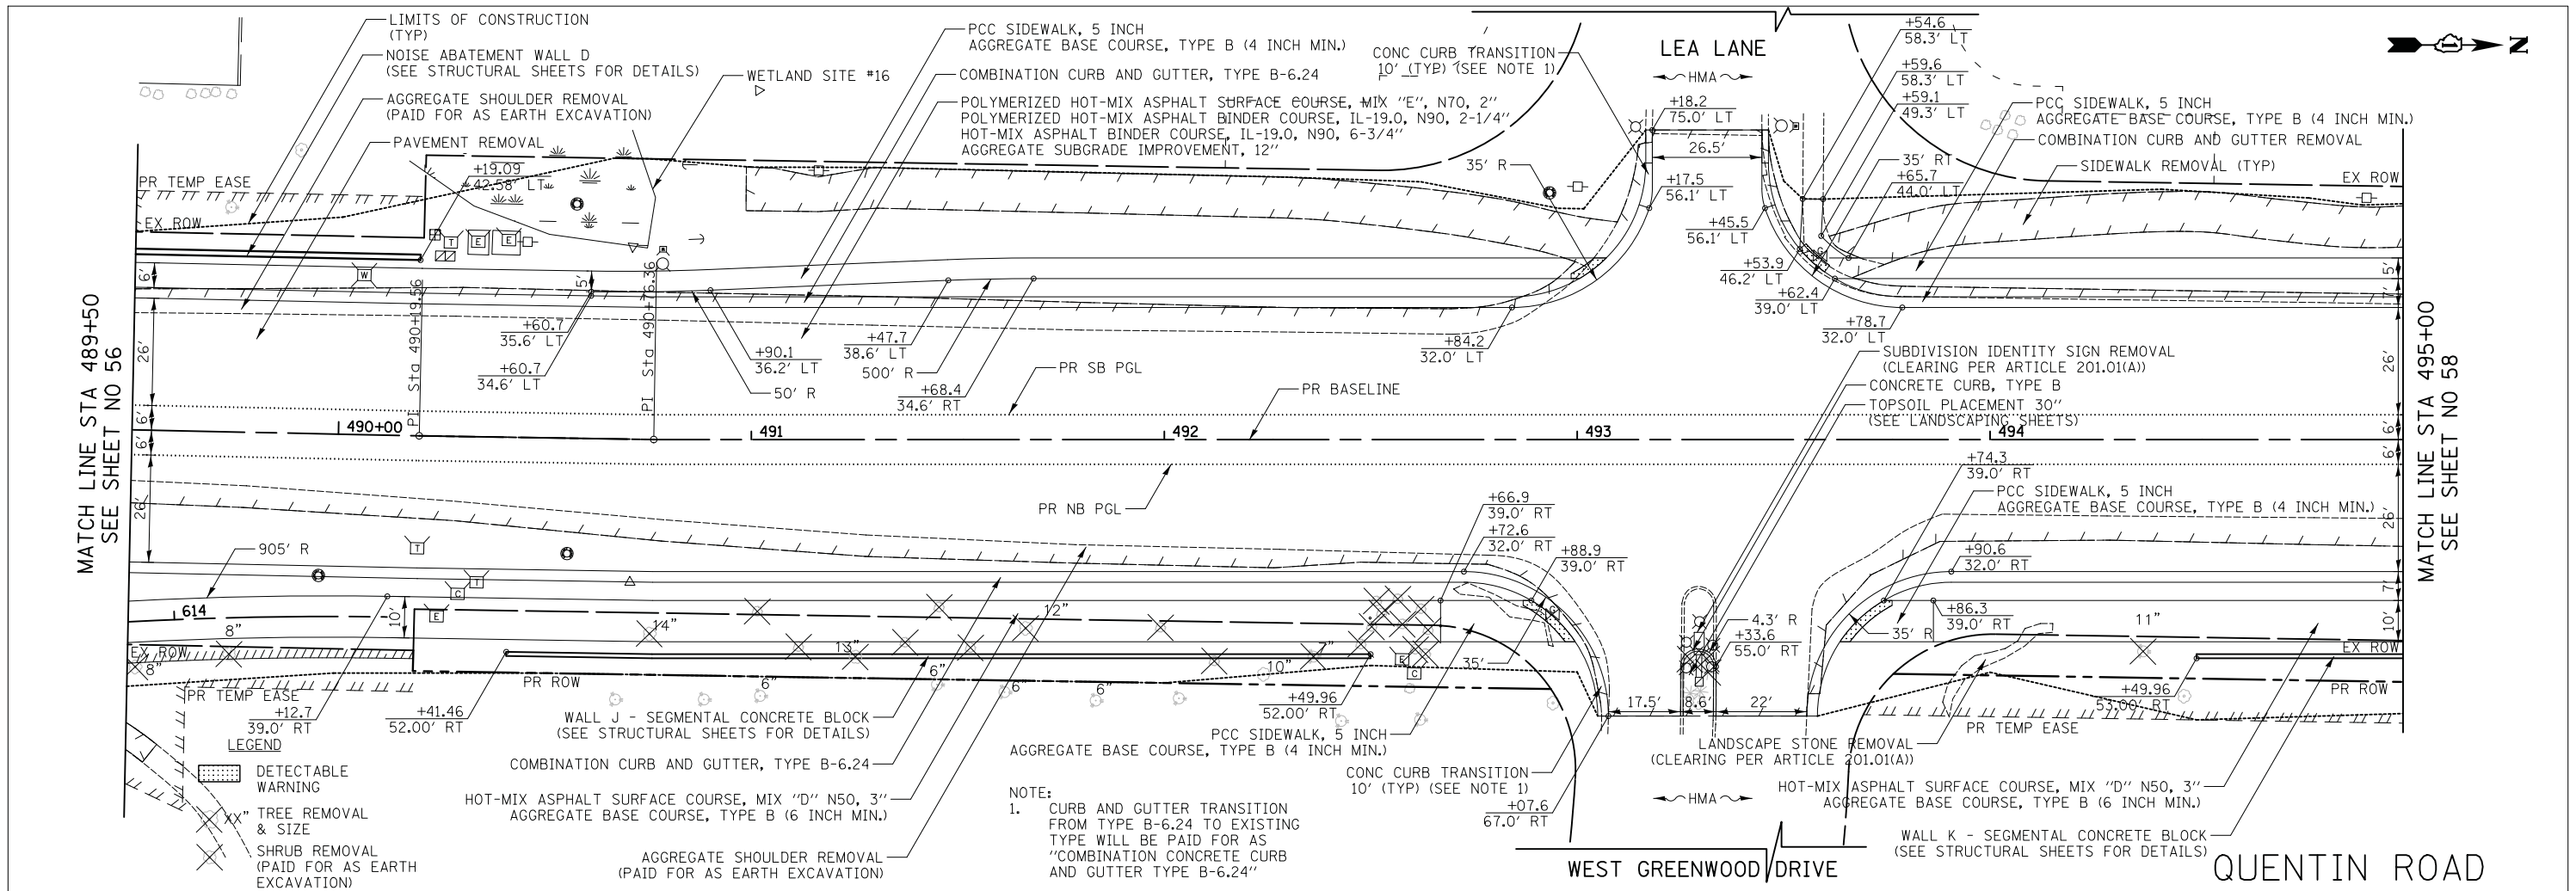 LIMITS OF CONSTRUCTION
(TYP)
NOISE ABATEMENT WALL D
(SEE STRUCTURAL SHEETS FOR DETAILS)
AGGREGATE SHOULDER REMOVAL
(PAID FOR AS EARTH EXCAVATION)
PAVEMENT REMOVAL
WETLAND SITE #16
PCC SIDEWALK, 5 INCH
AGGREGATE BASE COURSE, TYPE B (4 INCH MIN.)
COMBINATION CURB AND GUTTER, TYPE B-6.24
POLYMERIZED HOT-MIX ASPHALT SURFACE COURSE, MIX "E", N70, 2"
POLYMERIZED HOT-MIX ASPHALT BINDER COURSE, IL-19.0, N90, 2-1/4"
HOT-MIX ASPHALT BINDER COURSE, IL-19.0, N90, 6-3/4"
AGGREGATE SUBGRADE IMPROVEMENT, 12"
CONC CURB TRANSITION
10' (TYP) (SEE NOTE 1)
LEA LANE
HMA
+18.2
75.0' LT
26.5'
35' R
+17.5
56.1' LT
+45.5
56.1' LT
+53.9
46.2' LT
+62.4
39.0' LT
+78.7
32.0' LT
+84.2
32.0' LT
+54.6
58.3' LT
+59.6
58.3' LT
+59.1
49.3' LT
35' RT
+65.7
44.0' LT
PCC SIDEWALK, 5 INCH
AGGREGATE BASE COURSE, TYPE B (4 INCH MIN.)
COMBINATION CURB AND GUTTER REMOVAL
SIDEWALK REMOVAL (TYP)
EX ROW
N
1
PR TEMP EASE
EX ROW
+19.09
42.58' LT
T
E
E
W
6'
26'
6'
6'
26'
5'
PI Sta 490+19.56
PI Sta 490+76.36
+60.7
35.6' LT
+60.7
34.6' LT
+90.1
36.2' LT
50' R
+47.7
38.6' LT
500' R
+68.4
34.6' RT
PR SB PGL
PR BASELINE
490+00
491
492
493
494
PR NB PGL
MATCH LINE STA 489+50
SEE SHEET NO 56
MATCH LINE STA 495+00
SEE SHEET NO 58
5'
7'
26'
6'
6'
26'
7'
10'
SUBDIVISION IDENTITY SIGN REMOVAL
(CLEARING PER ARTICLE 201.01(A))
CONCRETE CURB, TYPE B
TOPSOIL PLACEMENT 30"
(SEE LANDSCAPING SHEETS)
+74.3
39.0' RT
PCC SIDEWALK, 5 INCH
AGGREGATE BASE COURSE, TYPE B (4 INCH MIN.)
+90.6
32.0' RT
+86.3
39.0' RT
35' R
11"
+66.9
39.0' RT
+72.6
32.0' RT
+88.9
39.0' RT
4.3' R
+33.6
55.0' RT
905' R
614
8"
8"
10'
T
T
C
E
14"
13"
12"
7"
10"
6"
6"
6"
6"
E
C
35'
EX ROW
PR TEMP EASE
PR ROW
+12.7
39.0' RT
+41.46
52.00' RT
+49.96
52.00' RT
17.5'
8.6'
22'
+49.96
53.00' RT
EX ROW
PR ROW
PR TEMP EASE
WALL J - SEGMENTAL CONCRETE BLOCK
(SEE STRUCTURAL SHEETS FOR DETAILS)
COMBINATION CURB AND GUTTER, TYPE B-6.24
HOT-MIX ASPHALT SURFACE COURSE, MIX "D" N50, 3"
AGGREGATE BASE COURSE, TYPE B (6 INCH MIN.)
AGGREGATE SHOULDER REMOVAL
(PAID FOR AS EARTH EXCAVATION)
PCC SIDEWALK, 5 INCH
AGGREGATE BASE COURSE, TYPE B (4 INCH MIN.)
CONC CURB TRANSITION
10' (TYP) (SEE NOTE 1)
+07.6
67.0' RT
LANDSCAPE STONE REMOVAL
(CLEARING PER ARTICLE 201.01(A))
HMA
HOT-MIX ASPHALT SURFACE COURSE, MIX "D" N50, 3"
AGGREGATE BASE COURSE, TYPE B (6 INCH MIN.)
WALL K - SEGMENTAL CONCRETE BLOCK
(SEE STRUCTURAL SHEETS FOR DETAILS)
WEST GREENWOOD DRIVE
QUENTIN ROAD
LEGEND
DETECTABLE
WARNING
XX" TREE REMOVAL
& SIZE
SHRUB REMOVAL
(PAID FOR AS EARTH
EXCAVATION)
NOTE:
1. CURB AND GUTTER TRANSITION
FROM TYPE B-6.24 TO EXISTING
TYPE WILL BE PAID FOR AS
"COMBINATION CONCRETE CURB
AND GUTTER TYPE B-6.24"